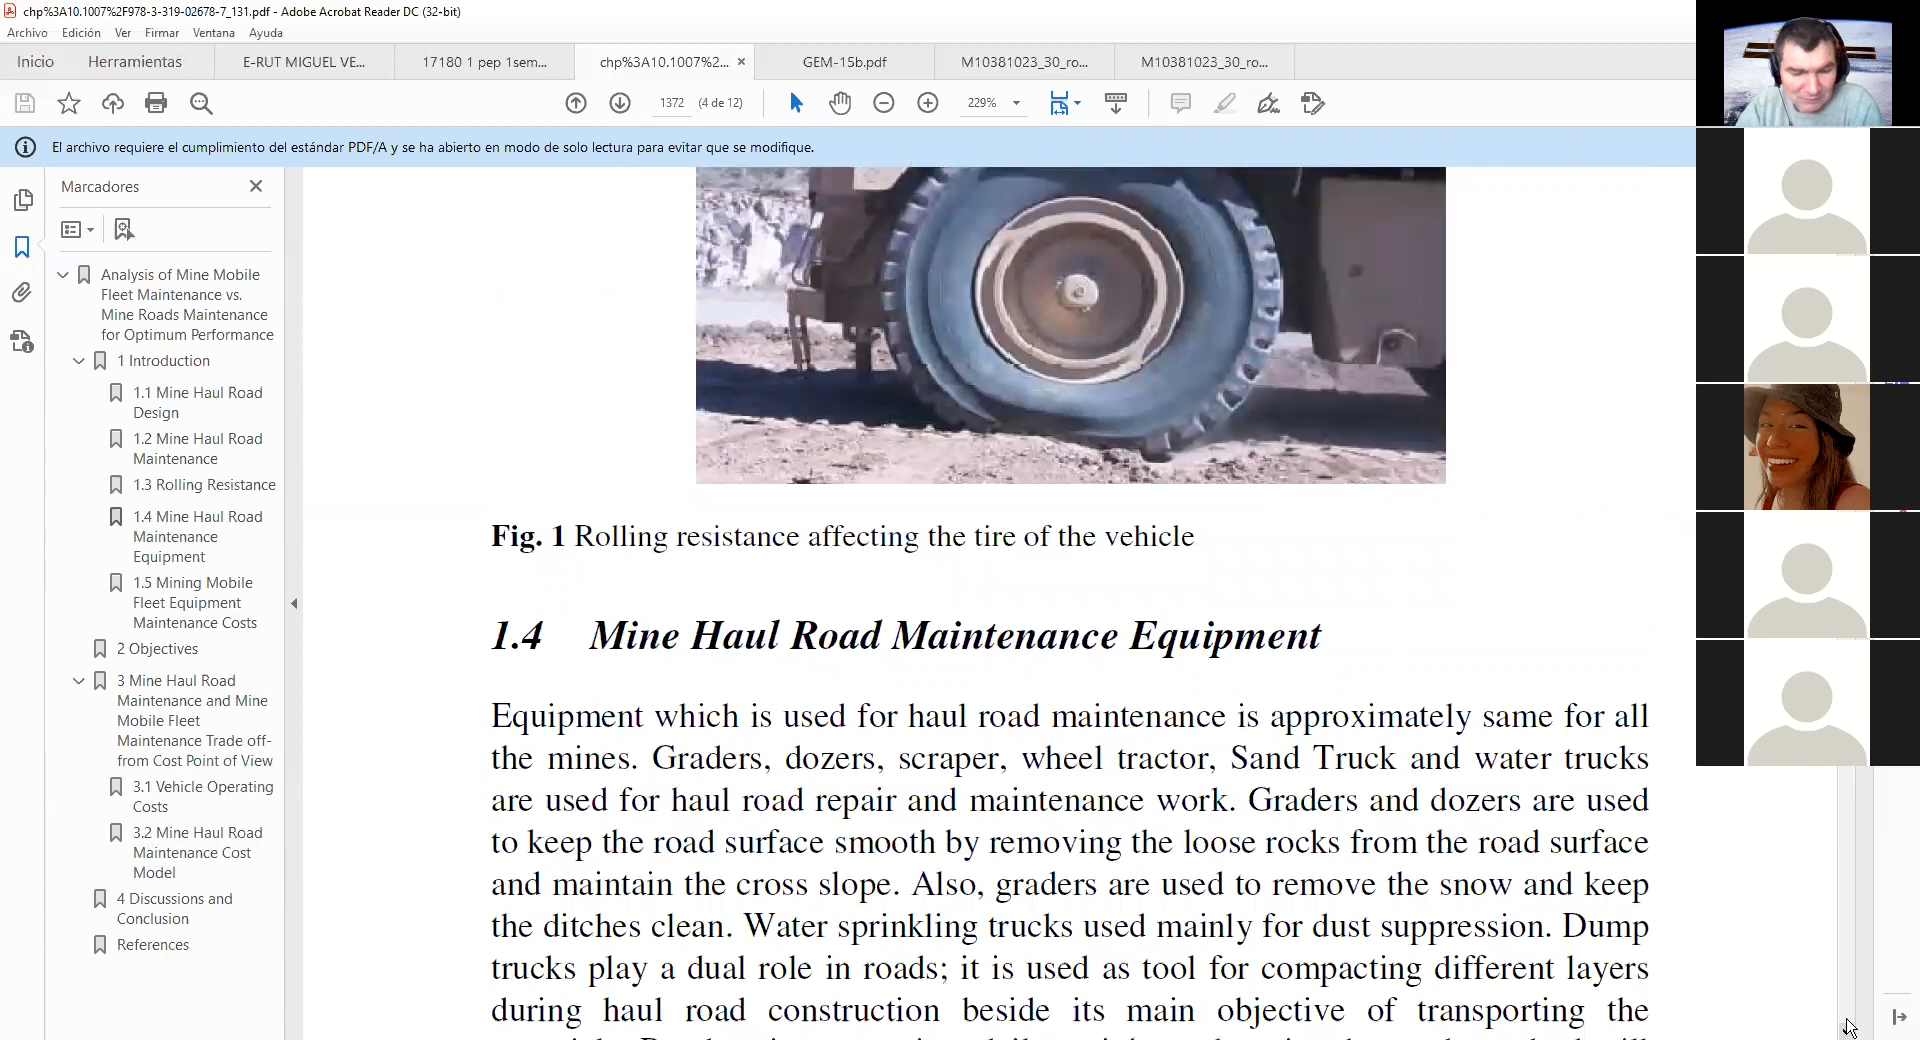 chp%3A10.1007%2F978-3-319-02678-7_131.pdf - Adobe Acrobat Reader DC (32-bit)
Archivo Edición Ver Firmar Ventana Ayuda
Inicio Herramientas E-RUT MIGUEL VE... 17180 1 pep 1sem... chp%3A10.1007%2... × GEM-15b.pdf M10381023_30_ro... M10381023_30_ro...
1372 (4 de 12) 229%
El archivo requiere el cumplimiento del estándar PDF/A y se ha abierto en modo de solo lectura para evitar que se modifique.
Marcadores
Analysis of Mine Mobile
Fleet Maintenance vs.
Mine Roads Maintenance
for Optimum Performance
1 Introduction
1.1 Mine Haul Road
Design
1.2 Mine Haul Road
Maintenance
1.3 Rolling Resistance
1.4 Mine Haul Road
Maintenance
Equipment
1.5 Mining Mobile
Fleet Equipment
Maintenance Costs
2 Objectives
3 Mine Haul Road
Maintenance and Mine
Mobile Fleet
Maintenance Trade off-
from Cost Point of View
3.1 Vehicle Operating
Costs
3.2 Mine Haul Road
Maintenance Cost
Model
4 Discussions and
Conclusion
References
Fig. 1 Rolling resistance affecting the tire of the vehicle
1.4 Mine Haul Road Maintenance Equipment
Equipment which is used for haul road maintenance is approximately same for all
the mines. Graders, dozers, scraper, wheel tractor, Sand Truck and water trucks
are used for haul road repair and maintenance work. Graders and dozers are used
to keep the road surface smooth by removing the loose rocks from the road surface
and maintain the cross slope. Also, graders are used to remove the snow and keep
the ditches clean. Water sprinkling trucks used mainly for dust suppression. Dump
trucks play a dual role in roads; it is used as tool for compacting different layers
during haul road construction beside its main objective of transporting the